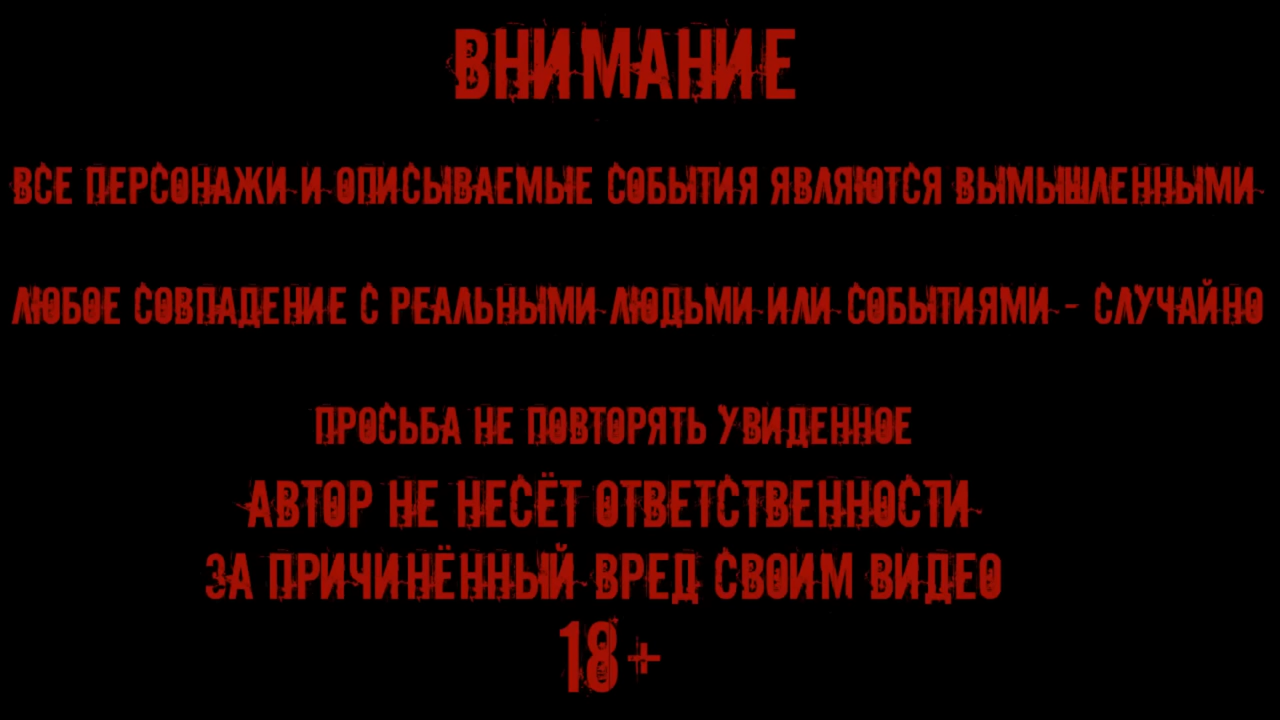 ВНИМАНИЕ
ВСЕ ПЕРСОНАЖИ И ОПИСЫВАЕМЫЕ СОБЫТИЯ ЯВЛЯЮТСЯ ВЫМЫШЛЕННЫМИ
ЛЮБОЕ СОВПАДЕНИЕ С РЕАЛЬНЫМИ ЛЮДЬМИ ИЛИ СОБЫТИЯМИ - СЛУЧАЙНО
ПРОСЬБА НЕ ПОВТОРЯТЬ УВИДЕННОЕ
АВТОР НЕ НЕСЁТ ОТВЕТСТВЕННОСТИ
ЗА ПРИЧИНЁННЫЙ ВРЕД СВОИМ ВИДЕО
18+